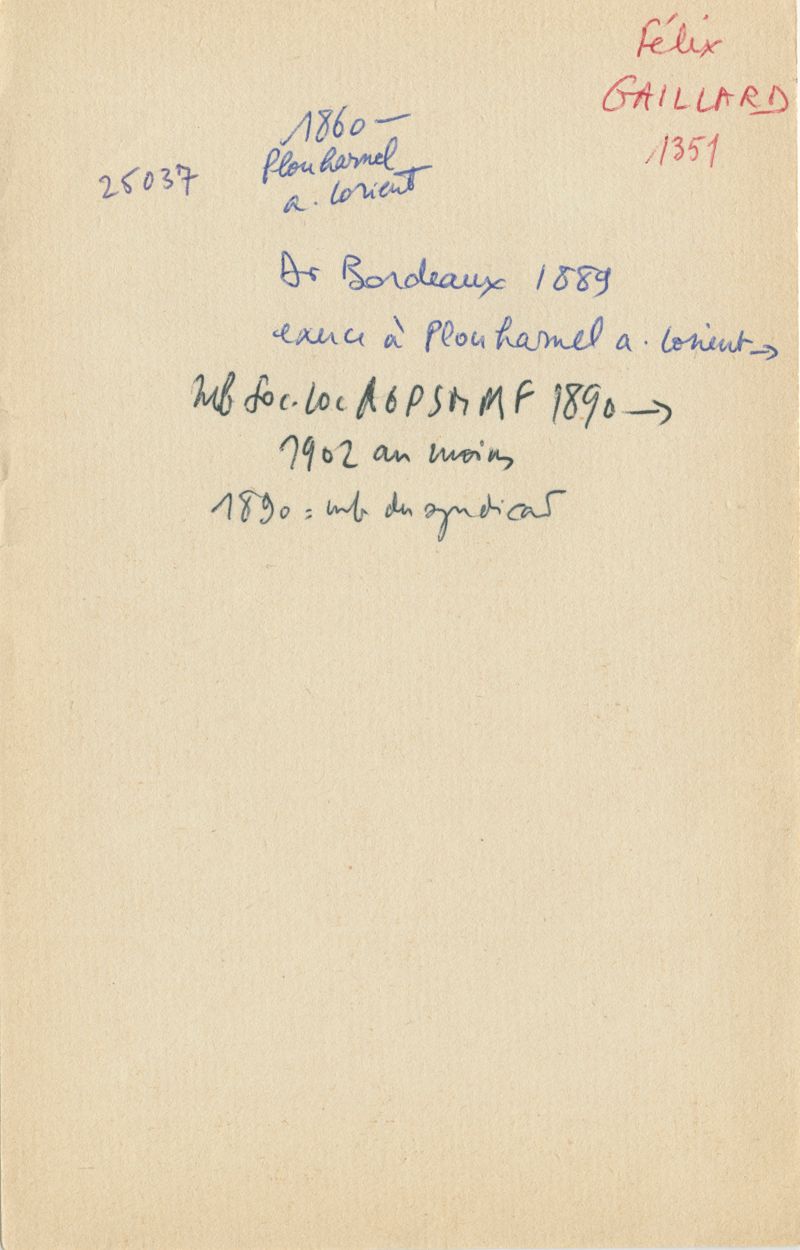 Félix
GAILLARD
1351
1860 –
Plouharnel
a. Lorient
25037
Dr Bordeaux 1889
exerce à Plouharnel a. Lorient →
mb Soc. Loc AGPSMMF 1890 →
1902 au moins
1890 = mb du syndicat